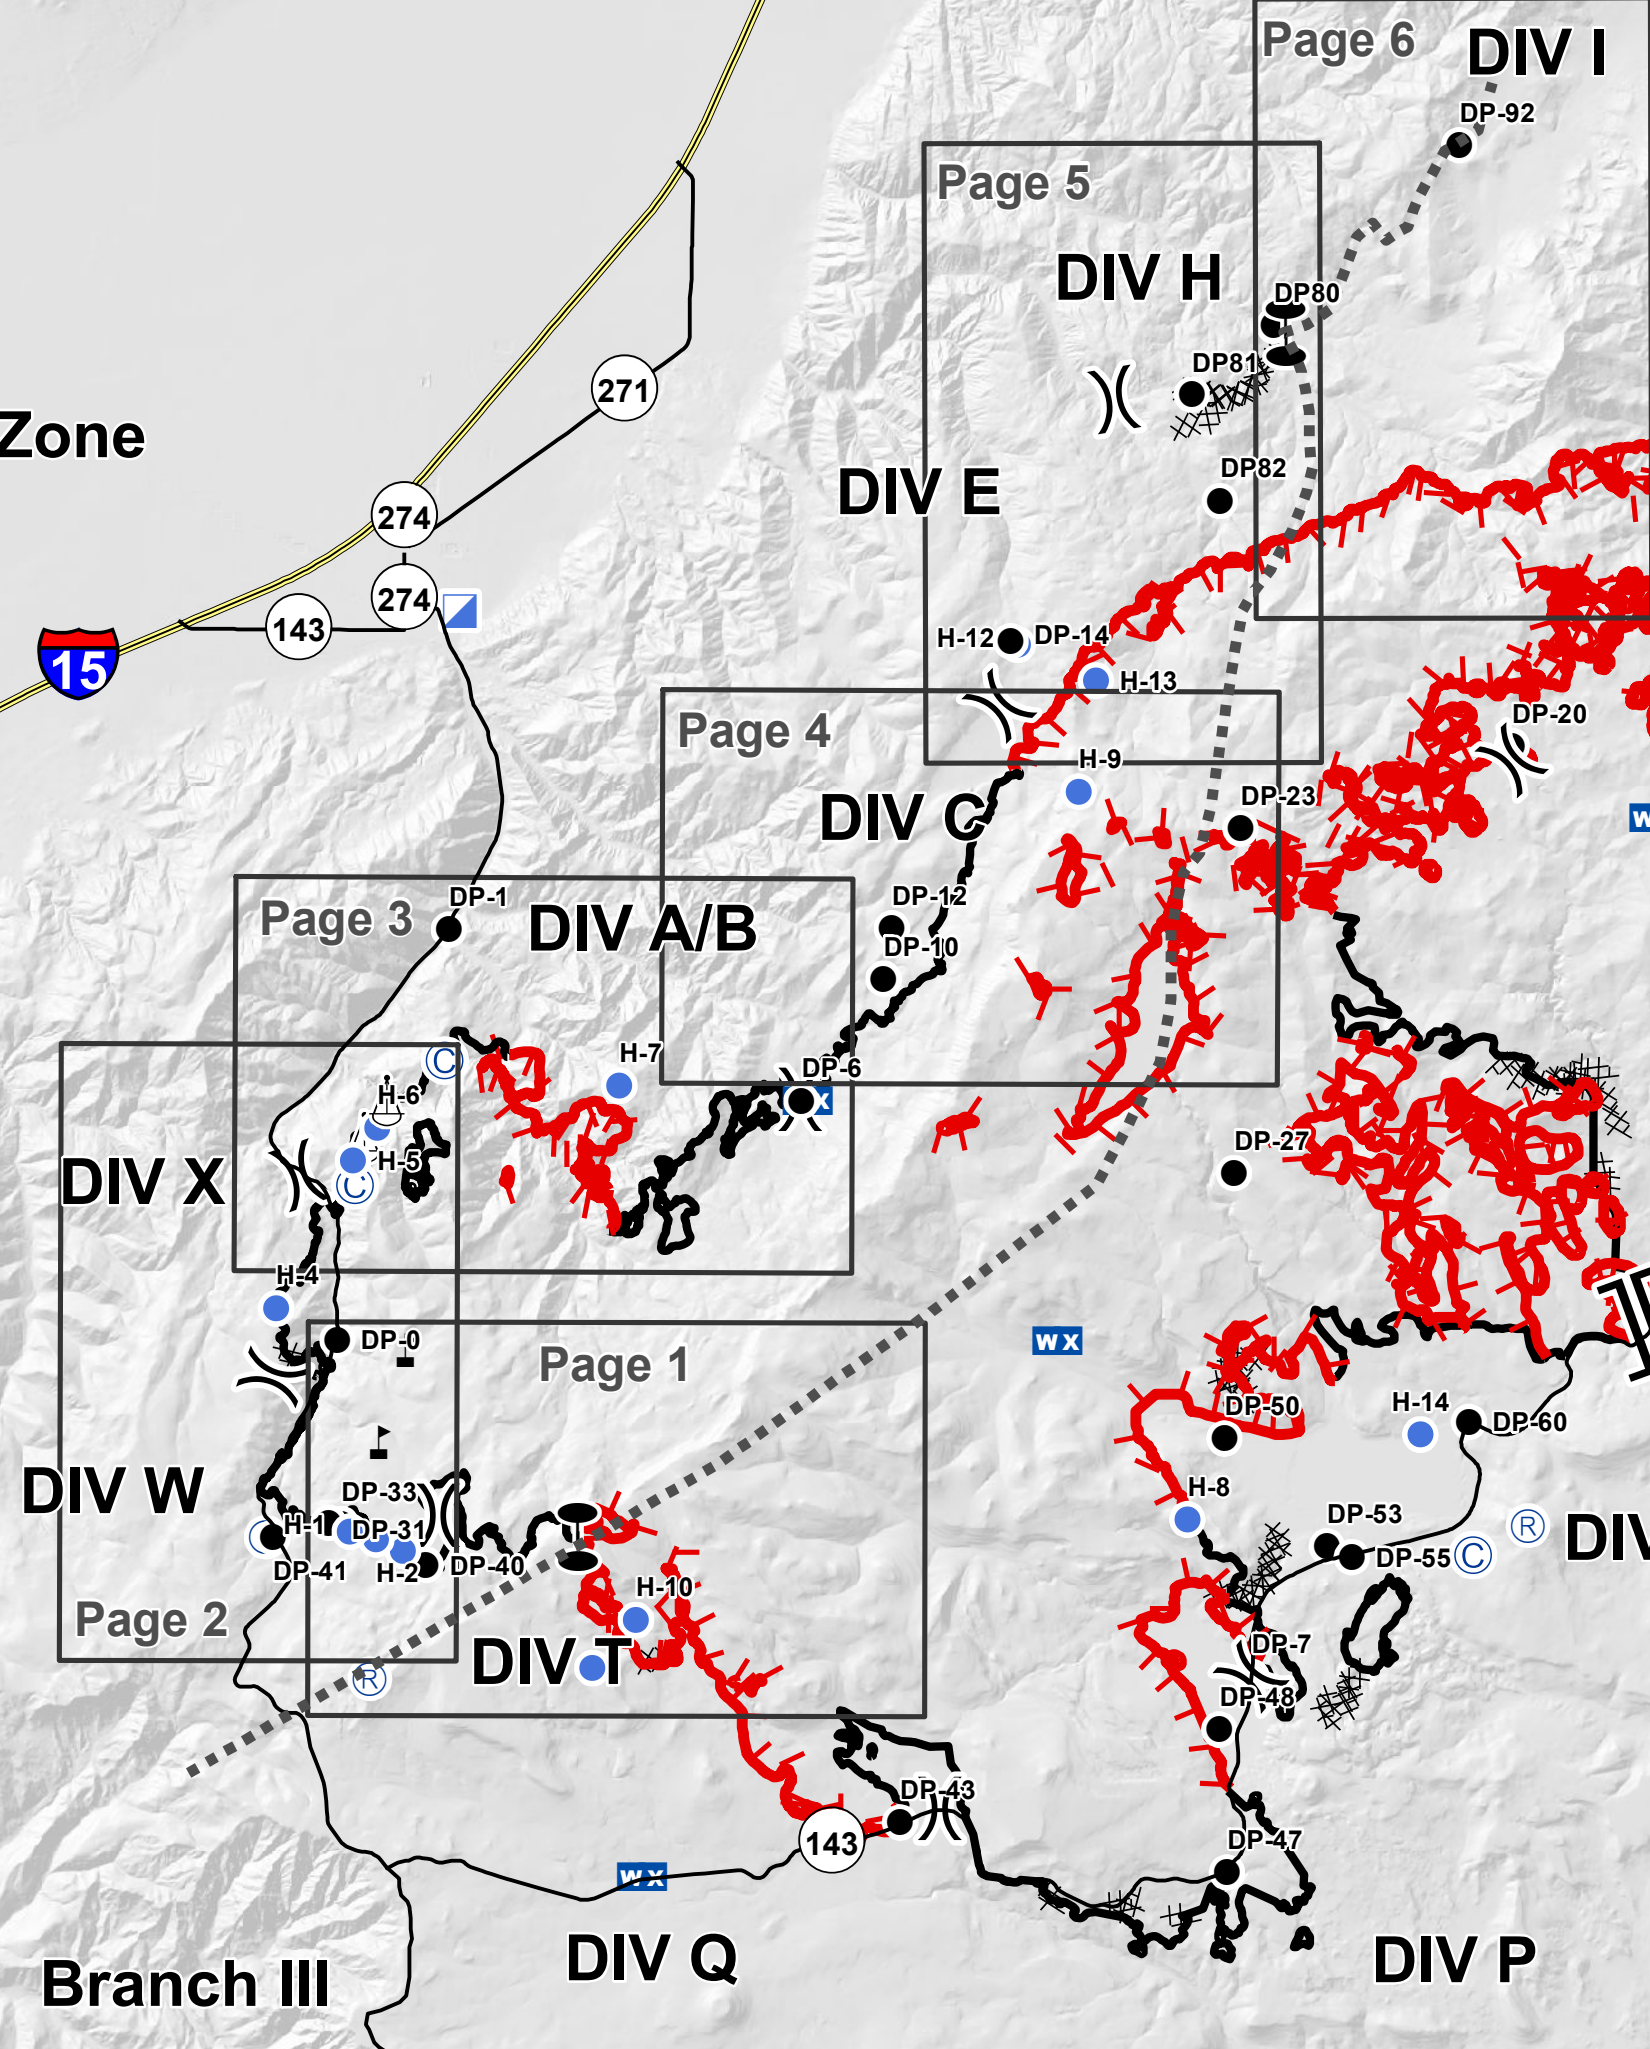 Page 6
DIV I
DP-92
Page 5
DIV H
DP80
DP81
271
Zone
DP82
DIV E
274
274
143
15
H-12
DP-14
H-13
Page 4
DP-20
H-9
DIV C
DP-23
W
DP-1
DP-12
Page 3
DIV A/B
DP-10
H-7
C
DP-6
X
H-6
DP-27
H-5
DIV X
C
H-4
DP-0
WX
Page 1
DP-50
H-14
DP-60
DIV W
DP-33
H-8
H-1
DP-31
DP-53
R
DIV
DP-41
H-2
DP-40
DP-55
C
H-10
Page 2
DIV T
DP-7
R
DP-48
DP-43
143
DP-47
WX
DIV Q
DIV P
Branch III